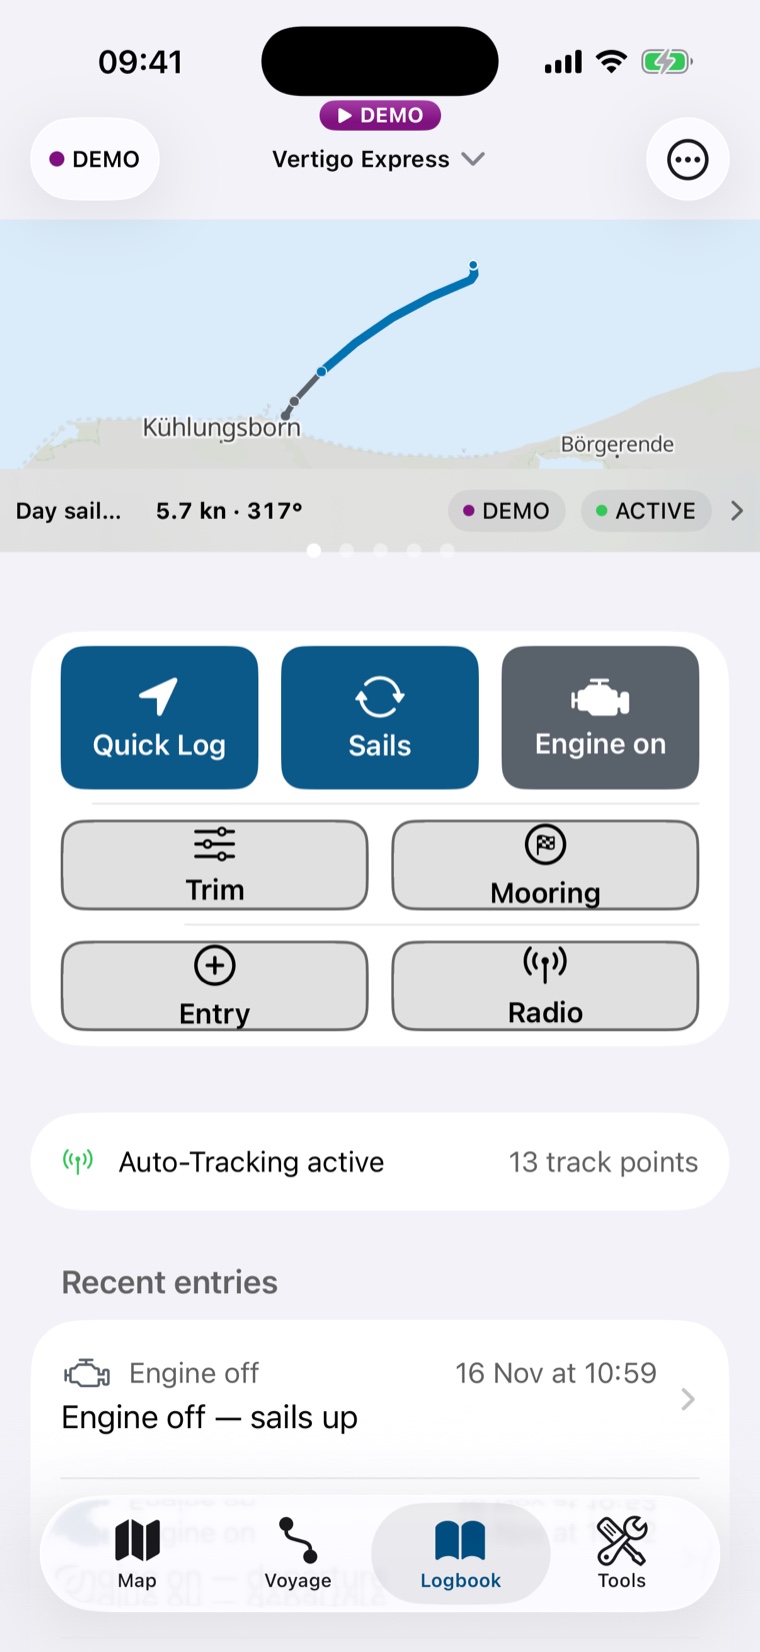 09:41
DEMO
DEMO
Vertigo Express
Kühlungsborn
Börgerende
Day sail...
5.7 kn · 317°
DEMO
ACTIVE
Quick Log
Sails
Engine on
Trim
Mooring
Entry
Radio
Auto-Tracking active
13 track points
Recent entries
Engine off
16 Nov at 10:59
Engine off — sails up
Map
Voyage
Logbook
Tools